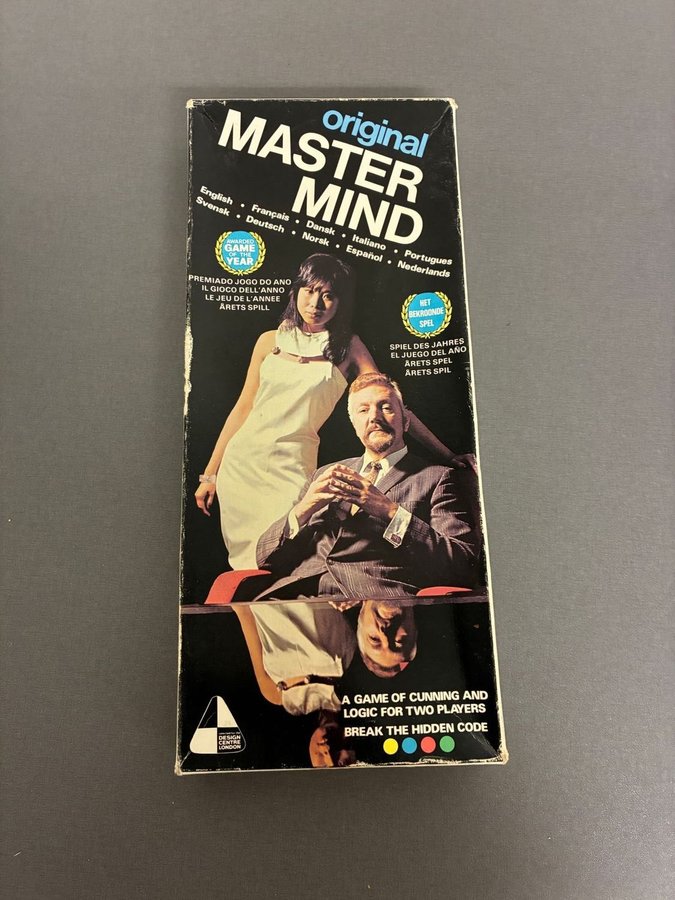 original
MASTER
MIND
English • Français • Dansk • Italiano • Portugues
Svensk • Deutsch • Norsk • Español • Nederlands
AWARDED
GAME
OF THE
YEAR
PREMIADO JOGO DO ANO
IL GIOCO DELL'ANNO
LE JEU DE L'ANNEE
ÅRETS SPILL
HET
BEKROONDE
SPEL
SPIEL DES JAHRES
EL JUEGO DEL AÑO
ÅRETS SPEL
ÅRETS SPIL
A GAME OF CUNNING AND
LOGIC FOR TWO PLAYERS
BREAK THE HIDDEN CODE
DESIGN
CENTRE
LONDON